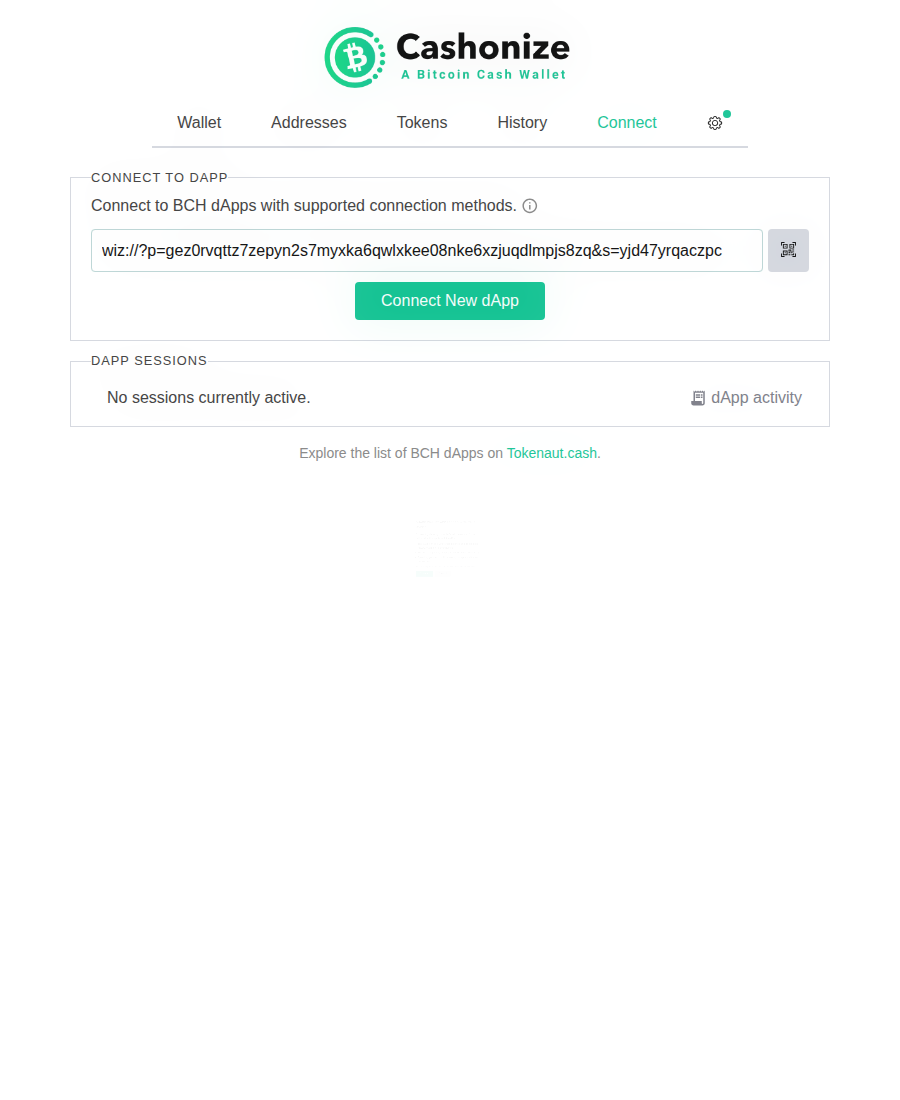 Cashonize
A Bitcoin Cash Wallet
Wallet Addresses Tokens History Connect
CONNECT TO DAPP
Connect to BCH dApps with supported connection methods.
wiz://?p=gez0rvqttz7zepyn2s7myxka6qwlxkee08nke6xzjuqdlmpjs8zq&s=yjd47yrqaczpc
Connect New dApp
DAPP SESSIONS
No sessions currently active.
dApp activity
Explore the list of BCH dApps on Tokenaut.cash.